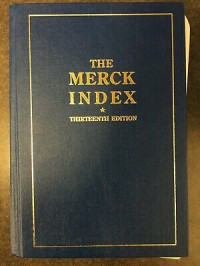 THE
MERCK
INDEX
★
THIRTEENTH EDITION